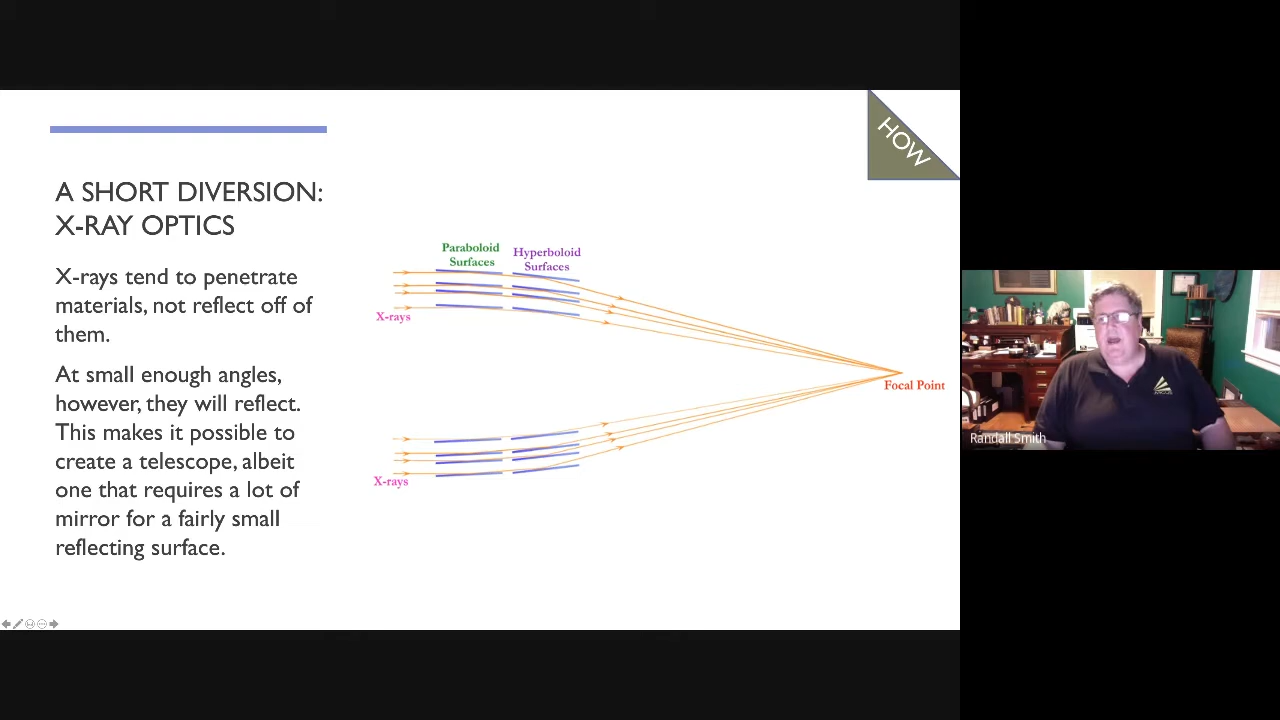 HOW
A SHORT DIVERSION:
X-RAY OPTICS
X-rays tend to penetrate
materials, not reflect off of
them.
At small enough angles,
however, they will reflect.
This makes it possible to
create a telescope, albeit
one that requires a lot of
mirror for a fairly small
reflecting surface.
Paraboloid
Surfaces
Hyperboloid
Surfaces
X-rays
Focal Point
X-rays
Randall Smith